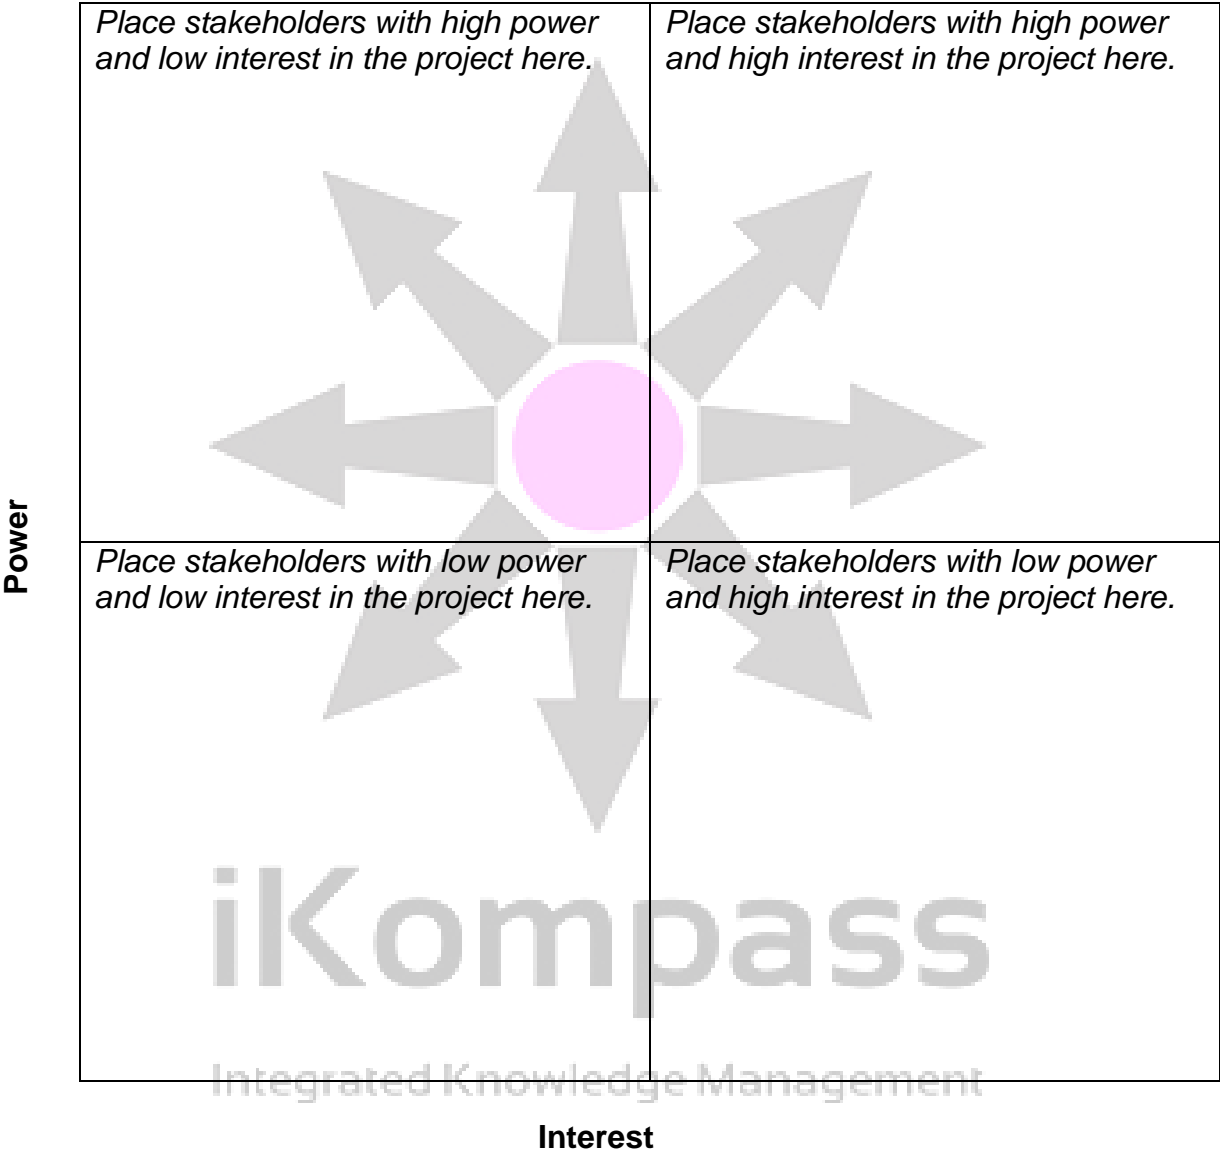 Place stakeholders with high power
and low interest in the project here.
Place stakeholders with high power
and high interest in the project here.
Power
Place stakeholders with low power
and low interest in the project here.
Place stakeholders with low power
and high interest in the project here.
iKompass
Integrated Knowledge Management
Interest